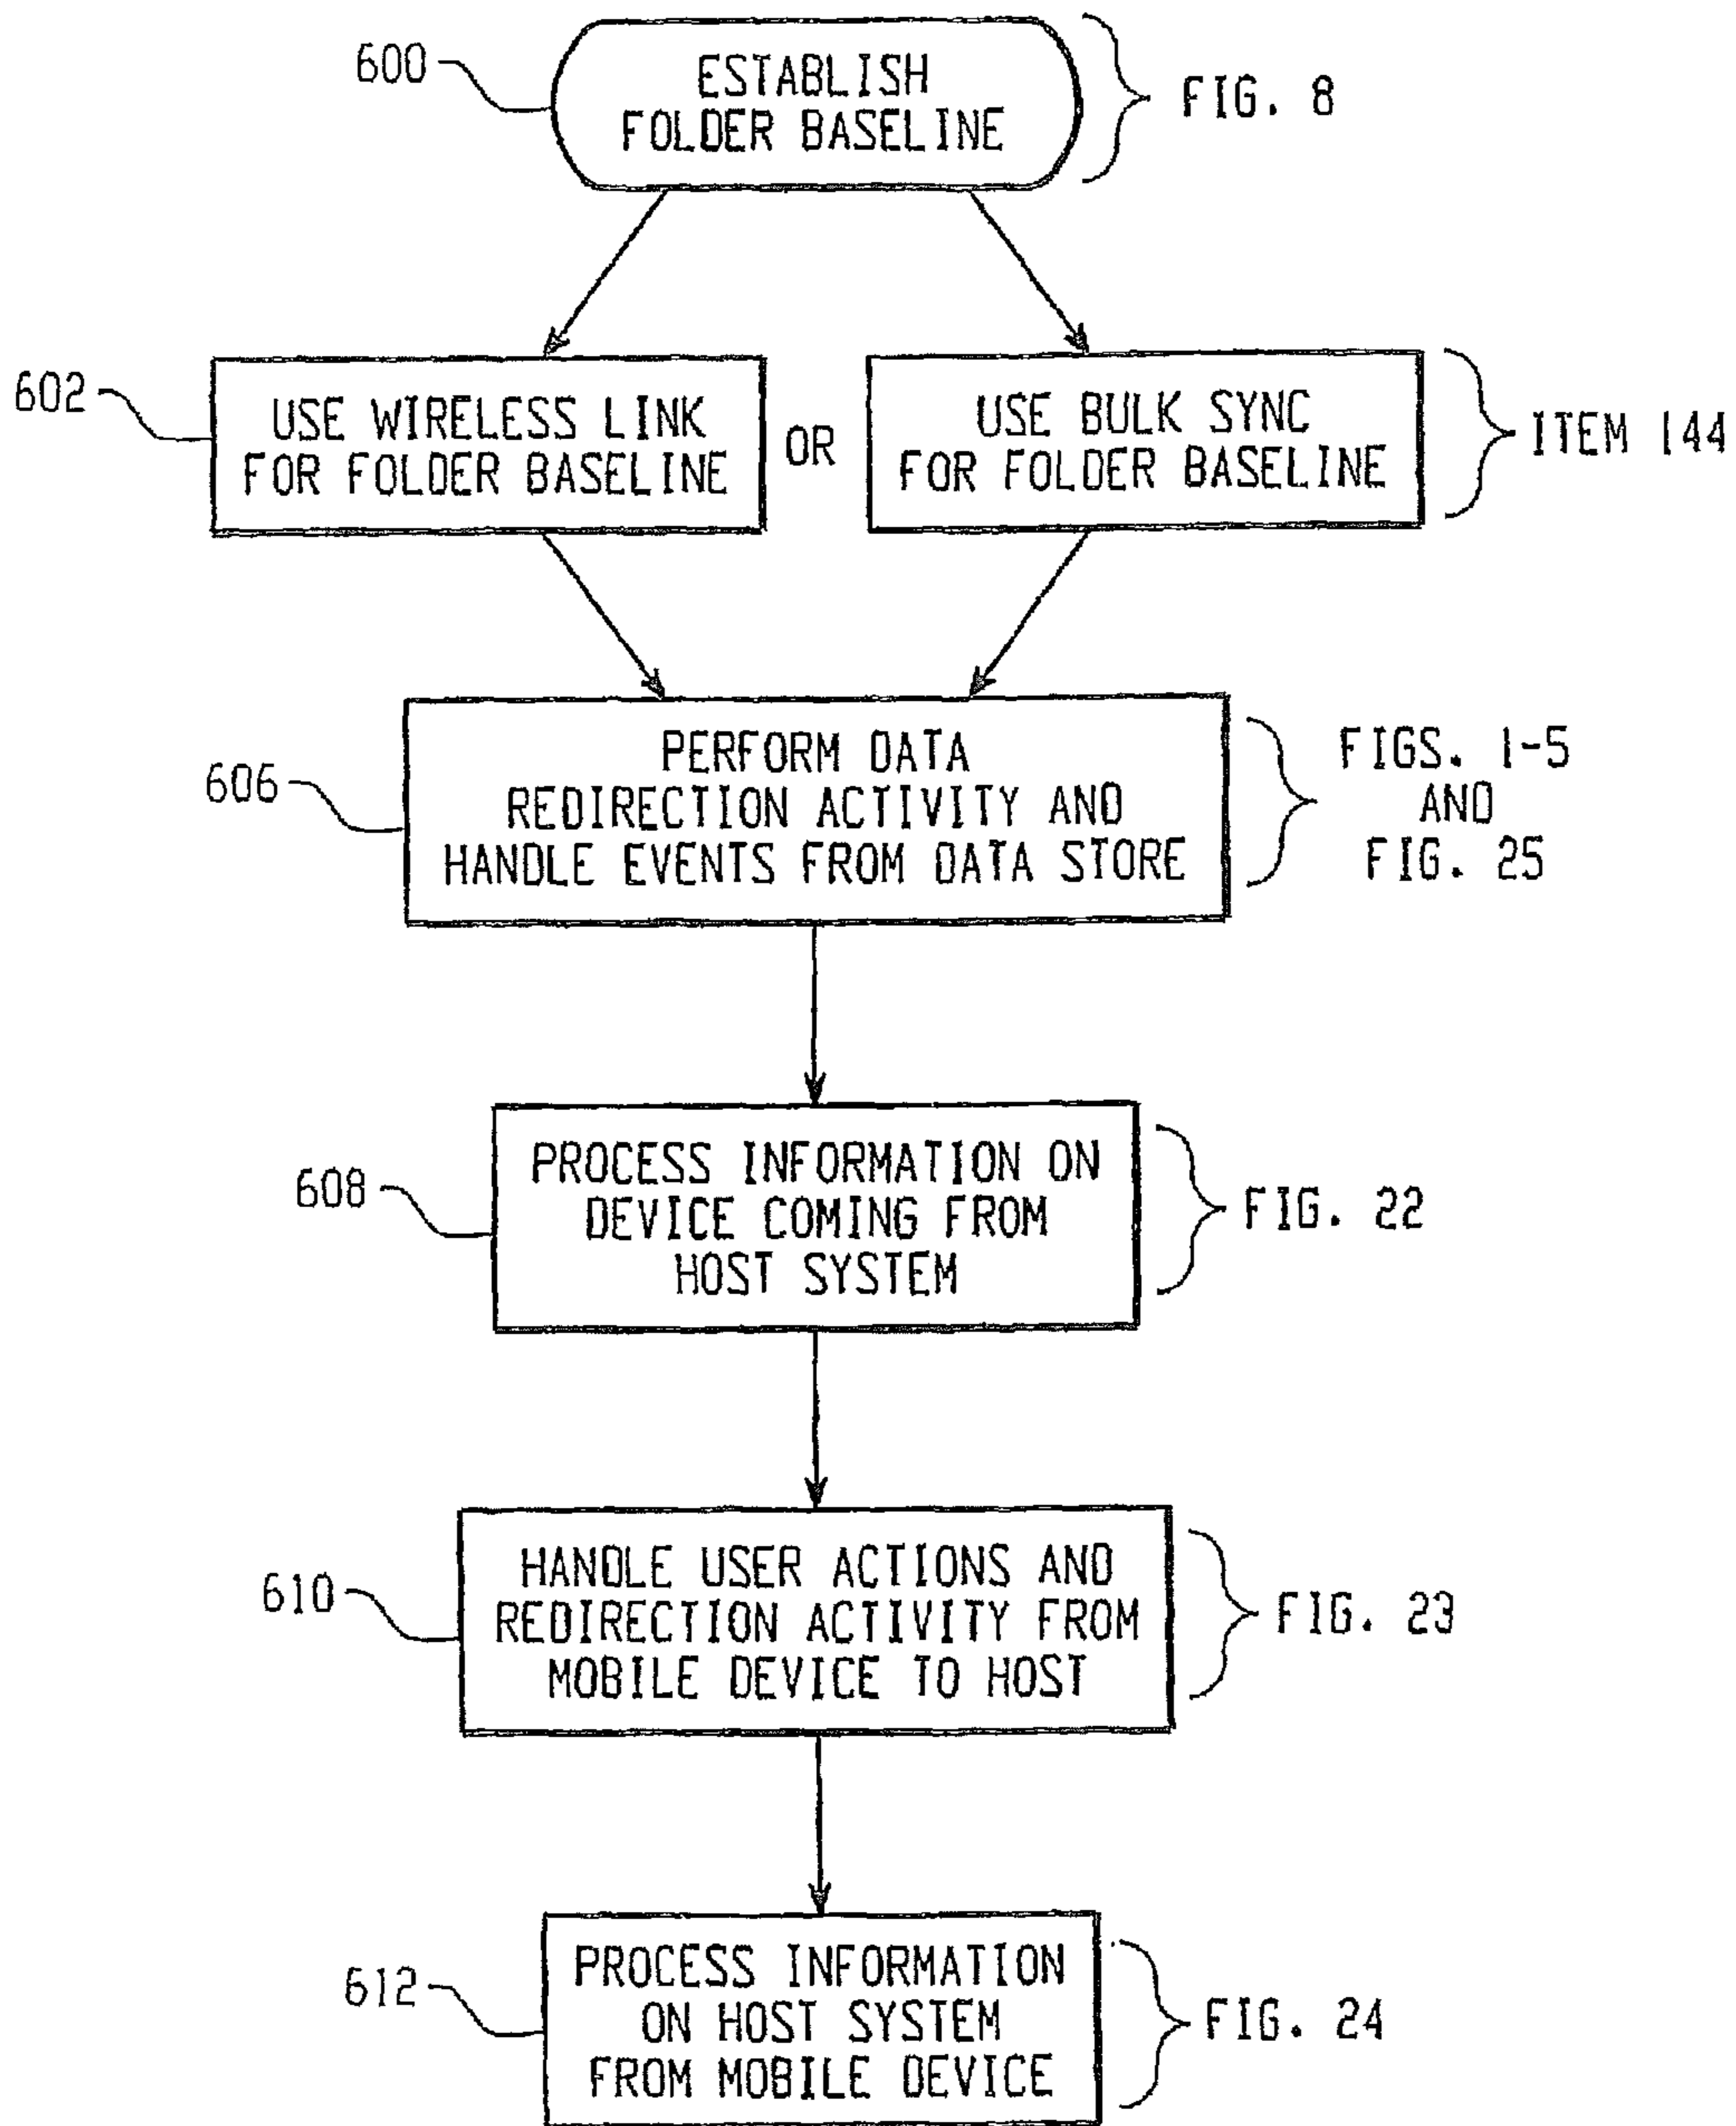 600
ESTABLISH
FOLDER BASELINE
FIG. 8
602
USE WIRELESS LINK
FOR FOLDER BASELINE
OR
USE BULK SYNC
FOR FOLDER BASELINE
ITEM 144
606
PERFORM DATA
REDIRECTION ACTIVITY AND
HANDLE EVENTS FROM DATA STORE
FIGS. 1-5
AND
FIG. 25
608
PROCESS INFORMATION ON
DEVICE COMING FROM
HOST SYSTEM
FIG. 22
610
HANDLE USER ACTIONS AND
REDIRECTION ACTIVITY FROM
MOBILE DEVICE TO HOST
FIG. 23
612
PROCESS INFORMATION
ON HOST SYSTEM
FROM MOBILE DEVICE
FIG. 24